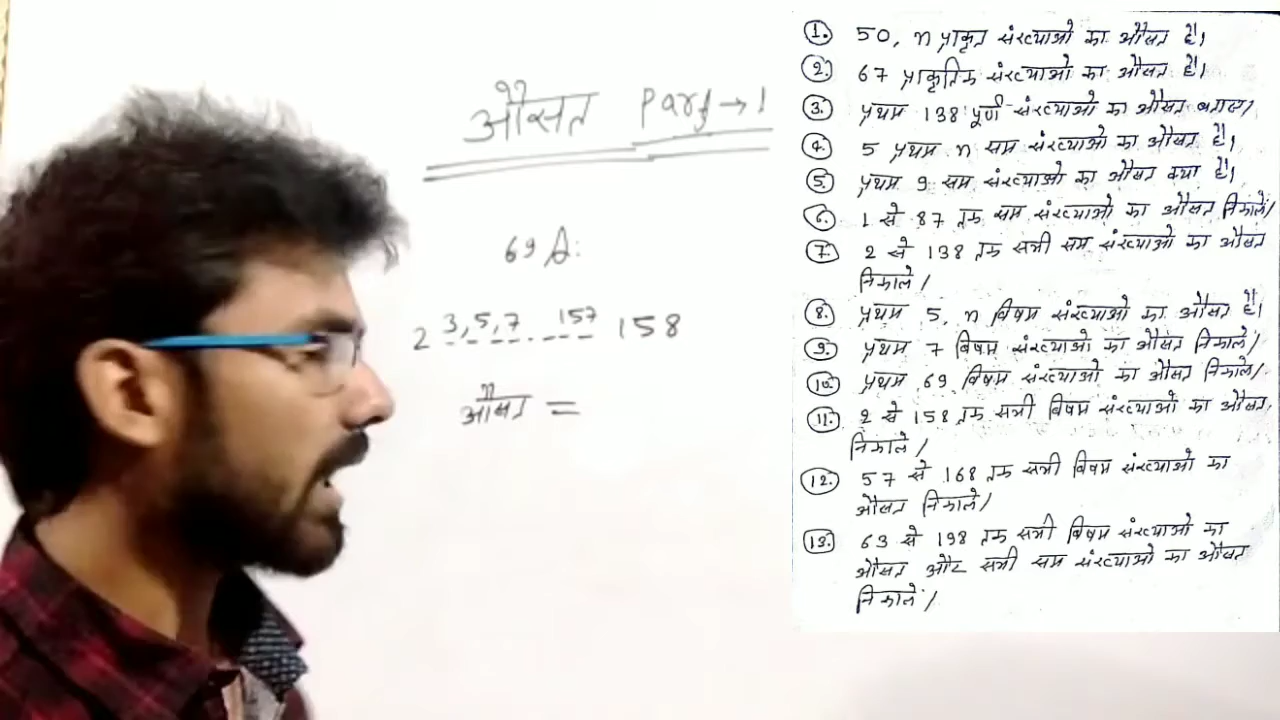 औसत Part→1
69 A:
2 3,5,7 --- 157 158
औसत =
1. 50, n प्राकृत संख्याओ का औसत है।
2. 67 प्राकृतिक संख्याओ का औसत है।
3. प्रथम 138 पूर्ण संख्याओ का औसत बताए।
4. 5 प्रथम n सम संख्याओ का औसत है।
5. प्रथम 9 सम संख्याओ का औसत क्या है।
6. 1 से 87 तक सम संख्याओ का औसत निकाले।
7. 2 से 138 तक सभी सम संख्याओ का औसत
निकाले।
8. प्रथम 5, n विषम संख्याओ का औसत है।
9. प्रथम 7 विषम संख्याओ का औसत निकाले।
10. प्रथम 69 विषम संख्याओ का औसत निकाले।
11. 2 से 158 तक सभी विषम संख्याओ का औसत
निकाले।
12. 57 से 168 तक सभी विषम संख्याओ का
औसत निकाले।
13. 63 से 198 तक सभी विषम संख्याओ का
औसत और सभी सम संख्याओ का औसत
निकाले।